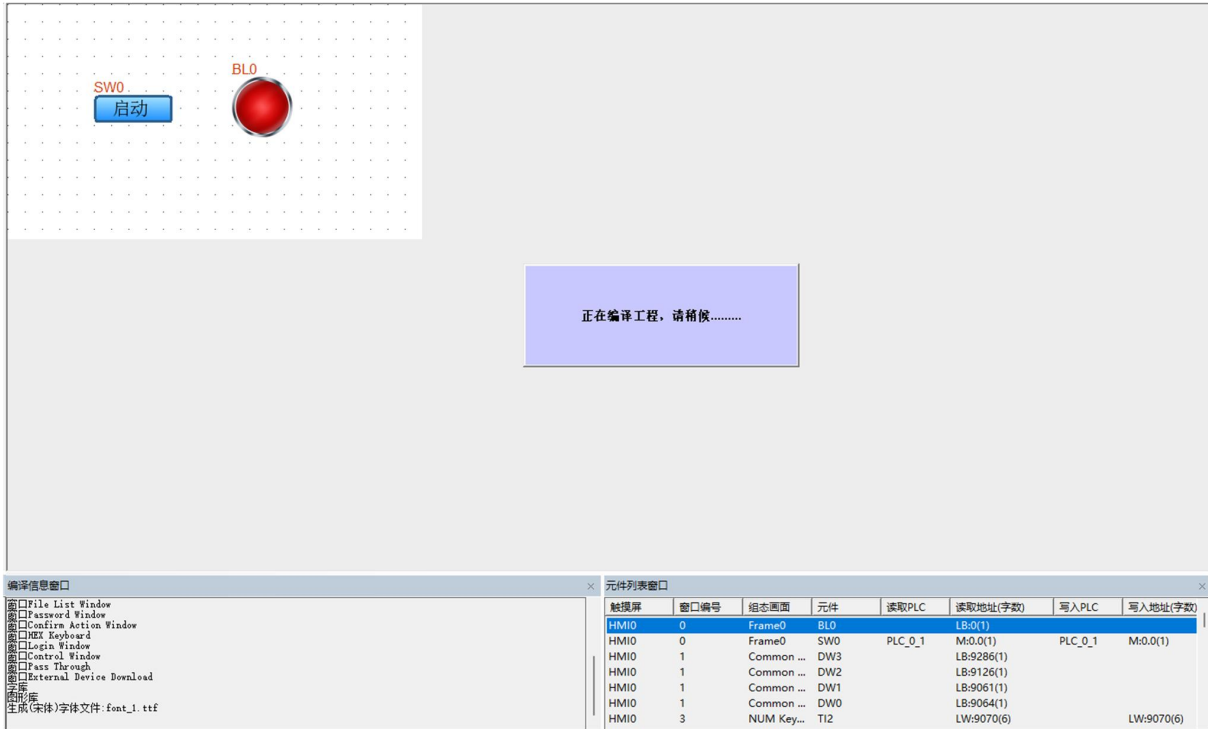 BL0
SW0
启动
正在编译工程，请稍候.........
编译信息窗口
窗口File List Window
窗口Password Window
窗口Confirm Action Window
窗口HEX Keyboard
窗口Login Window
窗口Control Window
窗口Pass Through
窗口External Device Download
字库
图形库
生成(宋体)字体文件:font_1.ttf
元件列表窗口
触摸屏 窗口编号 组态画面 元件 读取PLC 读取地址(字数) 写入PLC 写入地址(字数)
HMI0 0 Frame0 BL0 LB:0(1)
HMI0 0 Frame0 SW0 PLC_0_1 M:0.0(1) PLC_0_1 M:0.0(1)
HMI0 1 Common ... DW3 LB:9286(1)
HMI0 1 Common ... DW2 LB:9126(1)
HMI0 1 Common ... DW1 LB:9061(1)
HMI0 1 Common ... DW0 LB:9064(1)
HMI0 3 NUM Key... TI2 LW:9070(6) LW:9070(6)